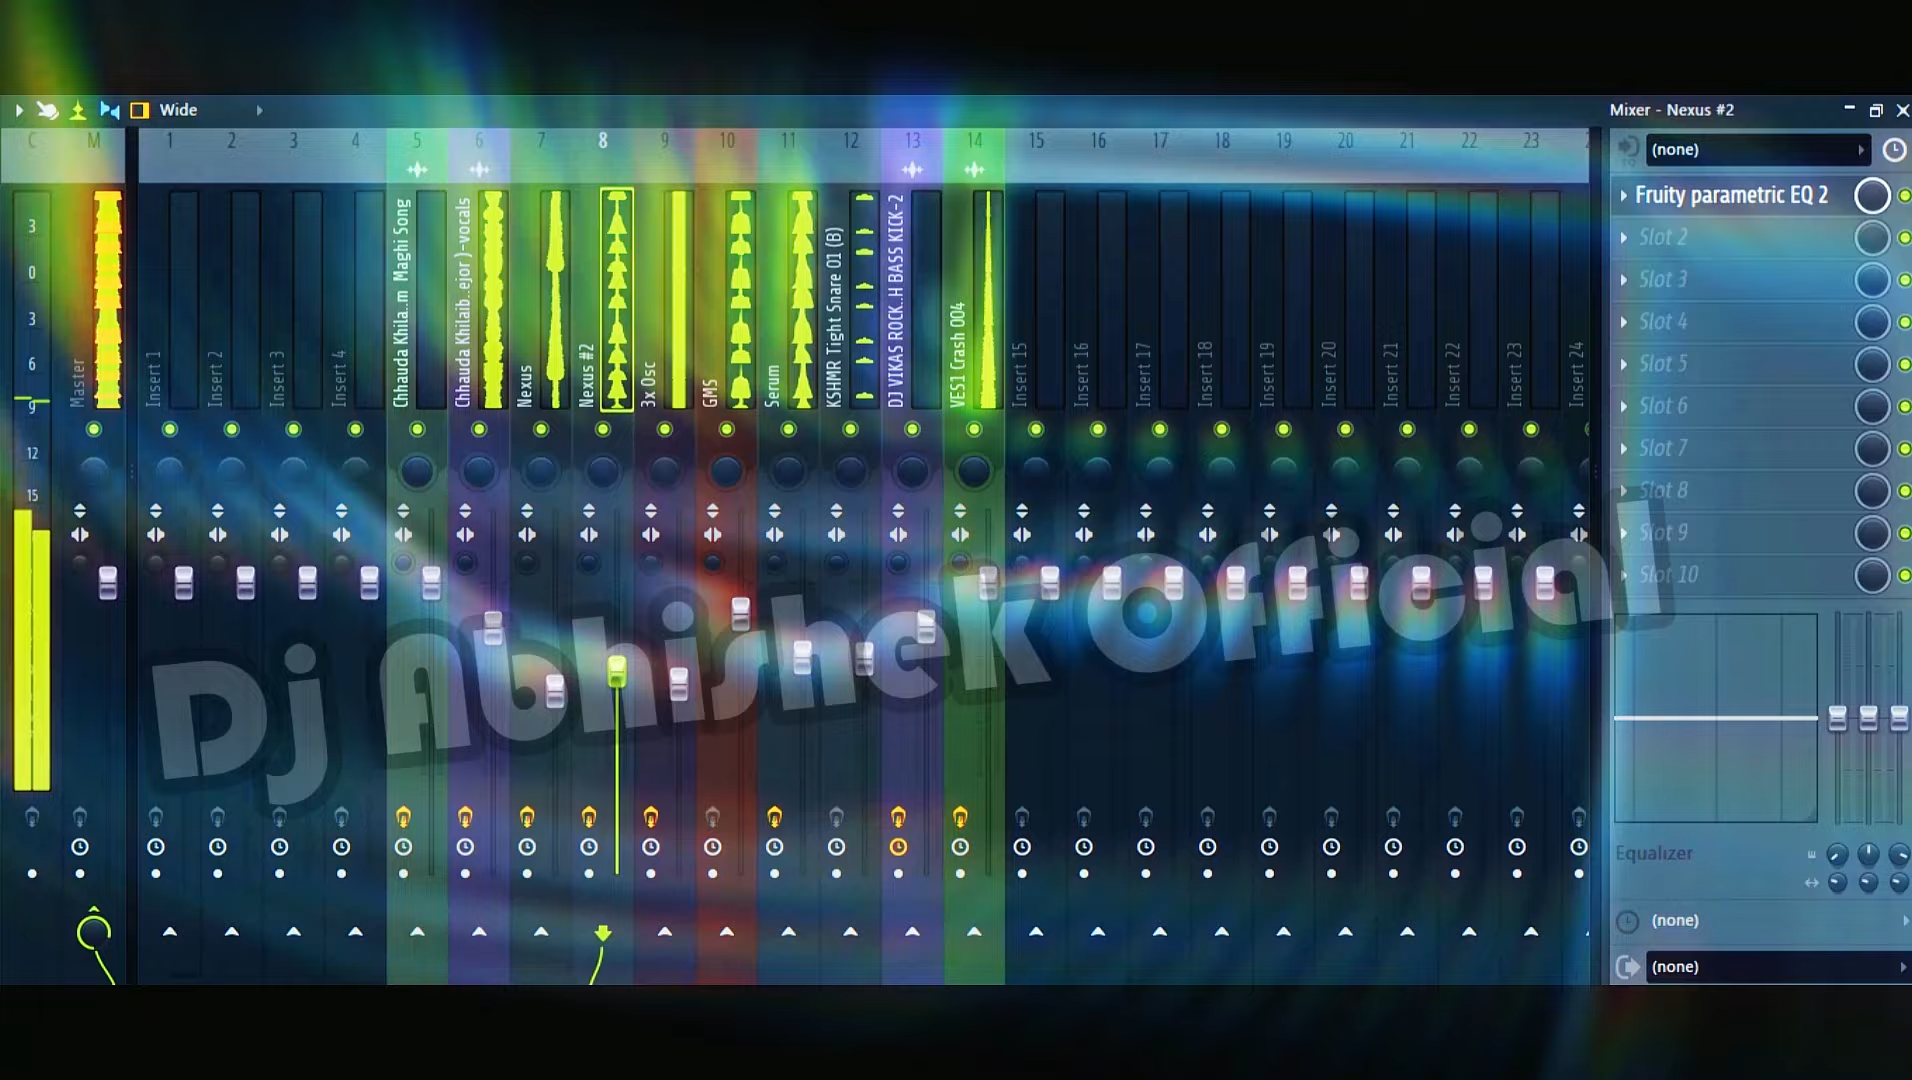 Wide
Mixer - Nexus #2
C M 1 2 3 4 5 6 7 8 9 10 11 12 13 14 15 16 17 18 19 20 21 22 23
(none)
Fruity parametric EQ 2
Slot 2
Slot 3
Slot 4
Slot 5
Slot 6
Slot 7
Slot 8
Slot 9
Slot 10
3
0
3
6
9
12
15
Master
Insert 1
Insert 2
Insert 3
Insert 4
Chhauda Khila..m Maghi Song
Chhauda Khilaib..ejor )-vocals
Nexus
Nexus #2
3x Osc
GMS
Serum
KSHMR Tight Snare 01 (B)
DJ VIKAS ROCK..H BASS KICK-2
VES1 Crash 004
Insert 15
Insert 16
Insert 17
Insert 18
Insert 19
Insert 20
Insert 21
Insert 22
Insert 23
Insert 24
Dj Abhishek Official
Equalizer
(none)
(none)